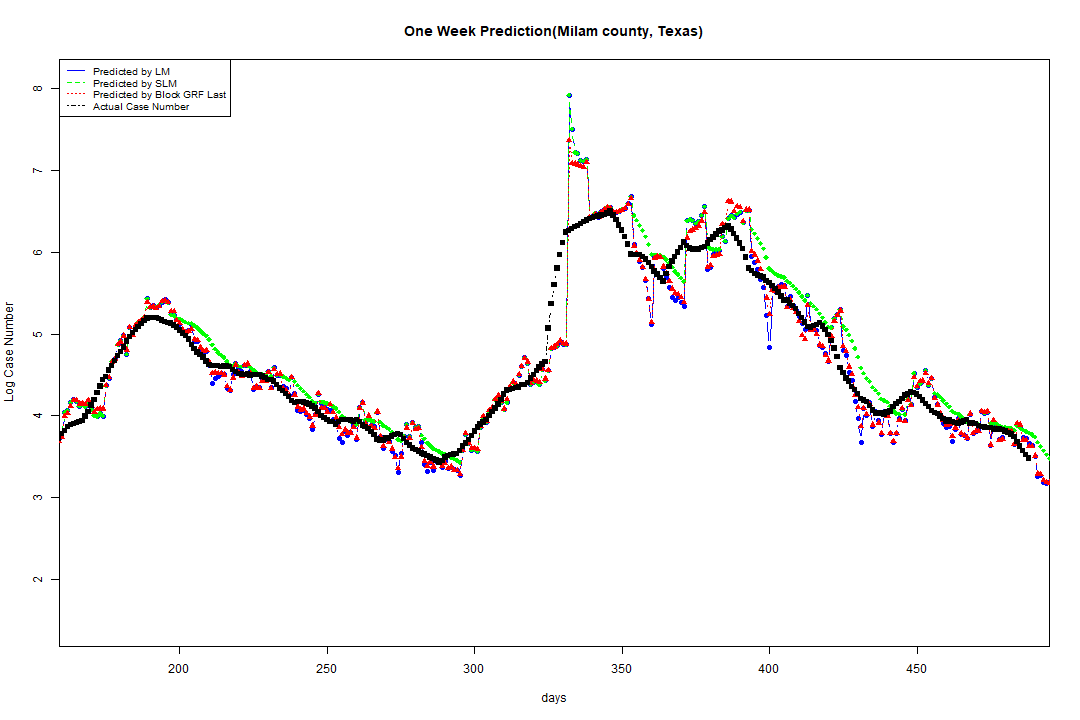 One Week Prediction(Milam county, Texas)
Predicted by LM
Predicted by SLM
Predicted by Block GRF Last
Actual Case Number
8
7
6
5
4
3
2
Log Case Number
200
250
300
350
400
450
days